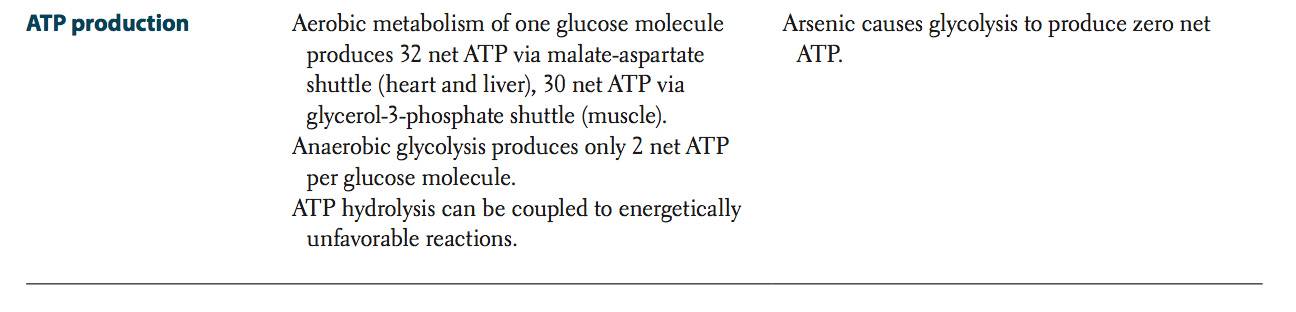 ATP production
Aerobic metabolism of one glucose molecule
produces 32 net ATP via malate-aspartate
shuttle (heart and liver), 30 net ATP via
glycerol-3-phosphate shuttle (muscle).
Anaerobic glycolysis produces only 2 net ATP
per glucose molecule.
ATP hydrolysis can be coupled to energetically
unfavorable reactions.
Arsenic causes glycolysis to produce zero net
ATP.